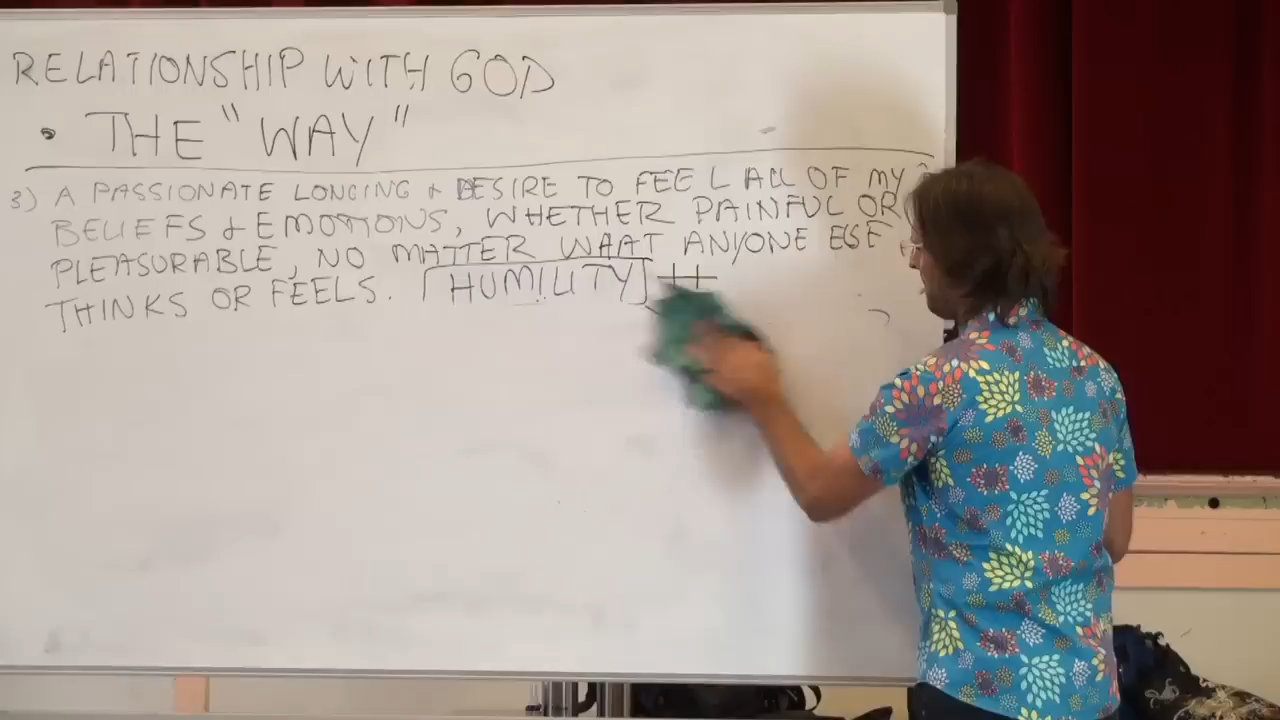 RELATIONSHIP WITH GOD
• THE "WAY"
3) A PASSIONATE LONGING & DESIRE TO FEEL ALL OF MY
BELIEFS & EMOTIONS, WHETHER PAINFUL OR
PLEASURABLE, NO MATTER WHAT ANYONE ELSE
THINKS OR FEELS. HUMILITY ++